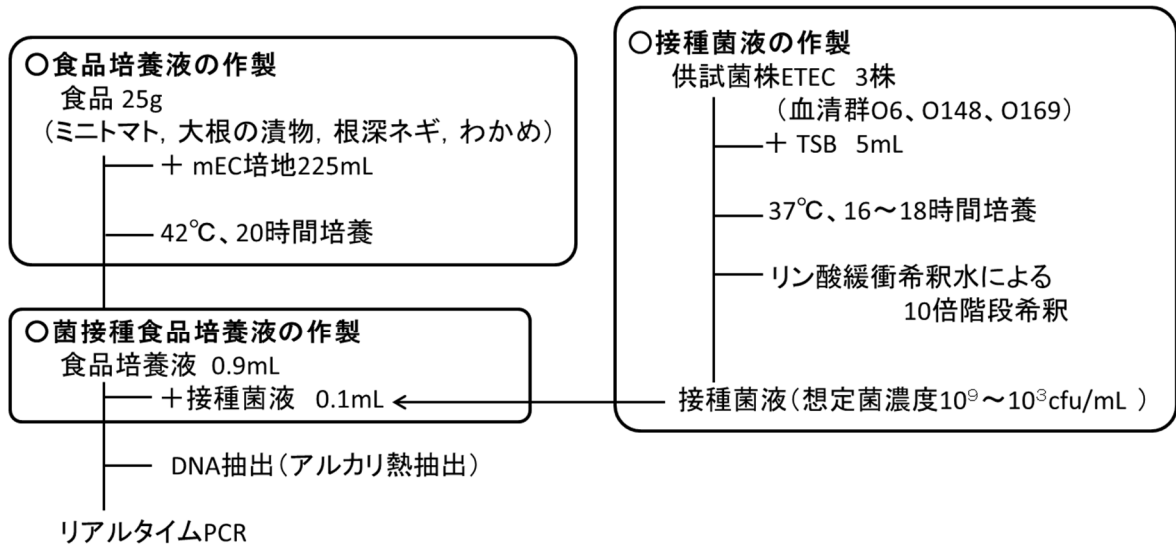 ○食品培養液の作製
食品 25g
（ミニトマト，大根の漬物，根深ネギ，わかめ）
＋ mEC培地225mL
42℃、20時間培養
○菌接種食品培養液の作製
食品培養液 0.9mL
＋接種菌液 0.1mL
DNA抽出（アルカリ熱抽出）
リアルタイムPCR
○接種菌液の作製
供試菌株ETEC 3株
（血清群O6、O148、O169）
＋ TSB 5mL
37℃、16～18時間培養
リン酸緩衝希釈水による
10倍階段希釈
接種菌液（想定菌濃度10⁹～10³cfu/mL ）